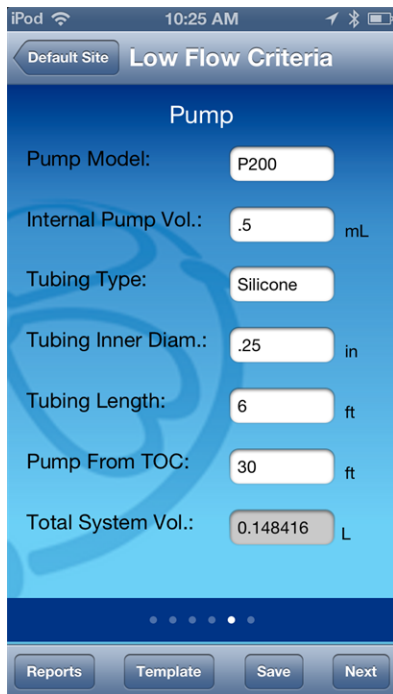 iPod 10:25 AM
Default Site Low Flow Criteria
Pump
Pump Model: P200
Internal Pump Vol.: .5 mL
Tubing Type: Silicone
Tubing Inner Diam.: .25 in
Tubing Length: 6 ft
Pump From TOC: 30 ft
Total System Vol.: 0.148416 L
Reports Template Save Next